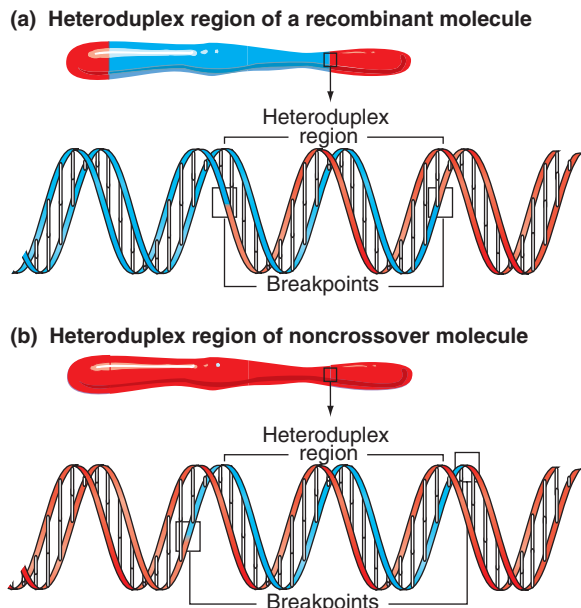 (a) Heteroduplex region of a recombinant molecule
Heteroduplex
region
Breakpoints
(b) Heteroduplex region of noncrossover molecule
Heteroduplex
region
Breakpoints